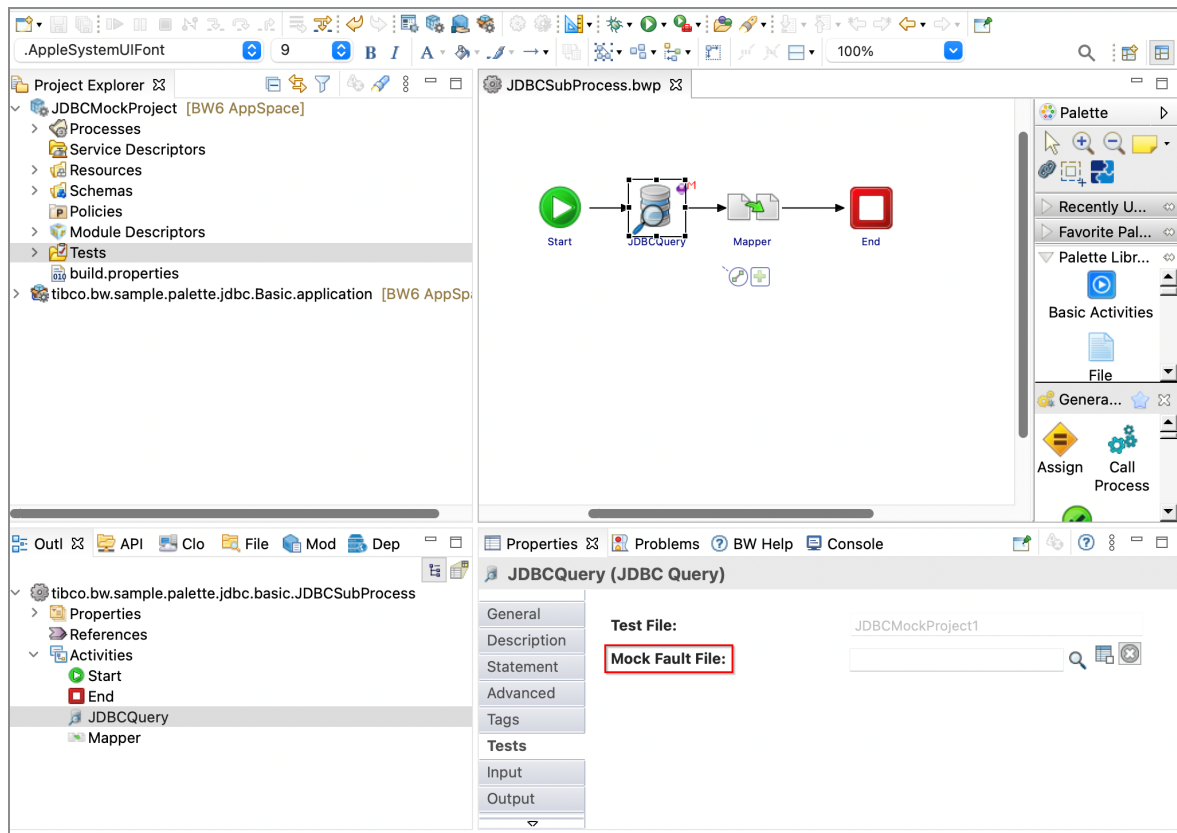 .AppleSystemUIFont
9
B I A
100%
Project Explorer
JDBCMockProject [BW6 AppSpace]
Processes
Service Descriptors
Resources
Schemas
Policies
Module Descriptors
Tests
build.properties
tibco.bw.sample.palette.jdbc.Basic.application [BW6 AppSp
JDBCSubProcess.bwp
M
Start
JDBCQuery
Mapper
End
Palette
Recently U...
Favorite Pal...
Palette Libr...
Basic Activities
File
Genera...
Assign
Call
Process
Outl
API
Clo
File
Mod
Dep
tibco.bw.sample.palette.jdbc.basic.JDBCSubProcess
Properties
References
Activities
Start
End
JDBCQuery
Mapper
Properties
Problems
BW Help
Console
JDBCQuery (JDBC Query)
General
Description
Statement
Advanced
Tags
Tests
Input
Output
Test File:
JDBCMockProject1
Mock Fault File: